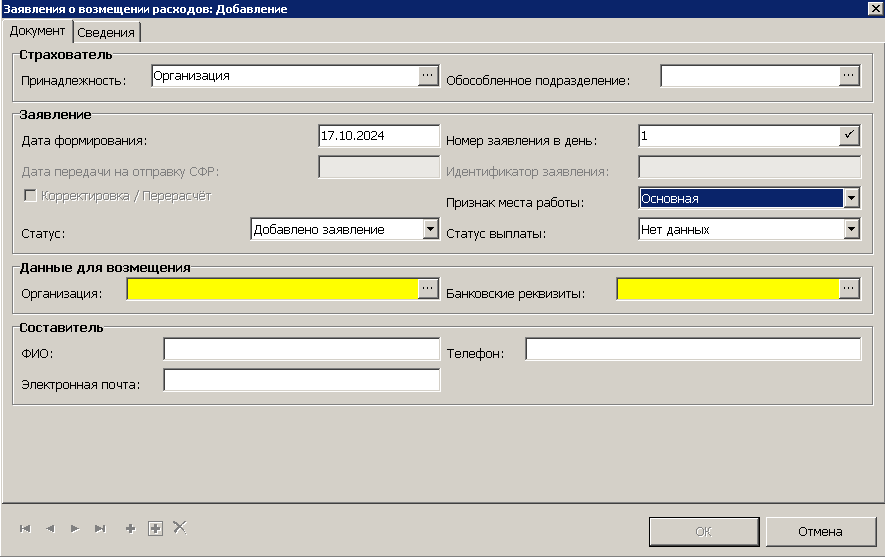 Заявления о возмещении расходов: Добавление
Документ Сведения
Страхователь
Принадлежность: Организация ... Обособленное подразделение: ...
Заявление
Дата формирования: 17.10.2024 Номер заявления в день: 1
Дата передачи на отправку СФР: Идентификатор заявления:
Корректировка / Перерасчёт
Признак места работы: Основная
Статус: Добавлено заявление Статус выплаты: Нет данных
Данные для возмещения
Организация: ... Банковские реквизиты: ...
Составитель
ФИО: Телефон:
Электронная почта:
OK Отмена